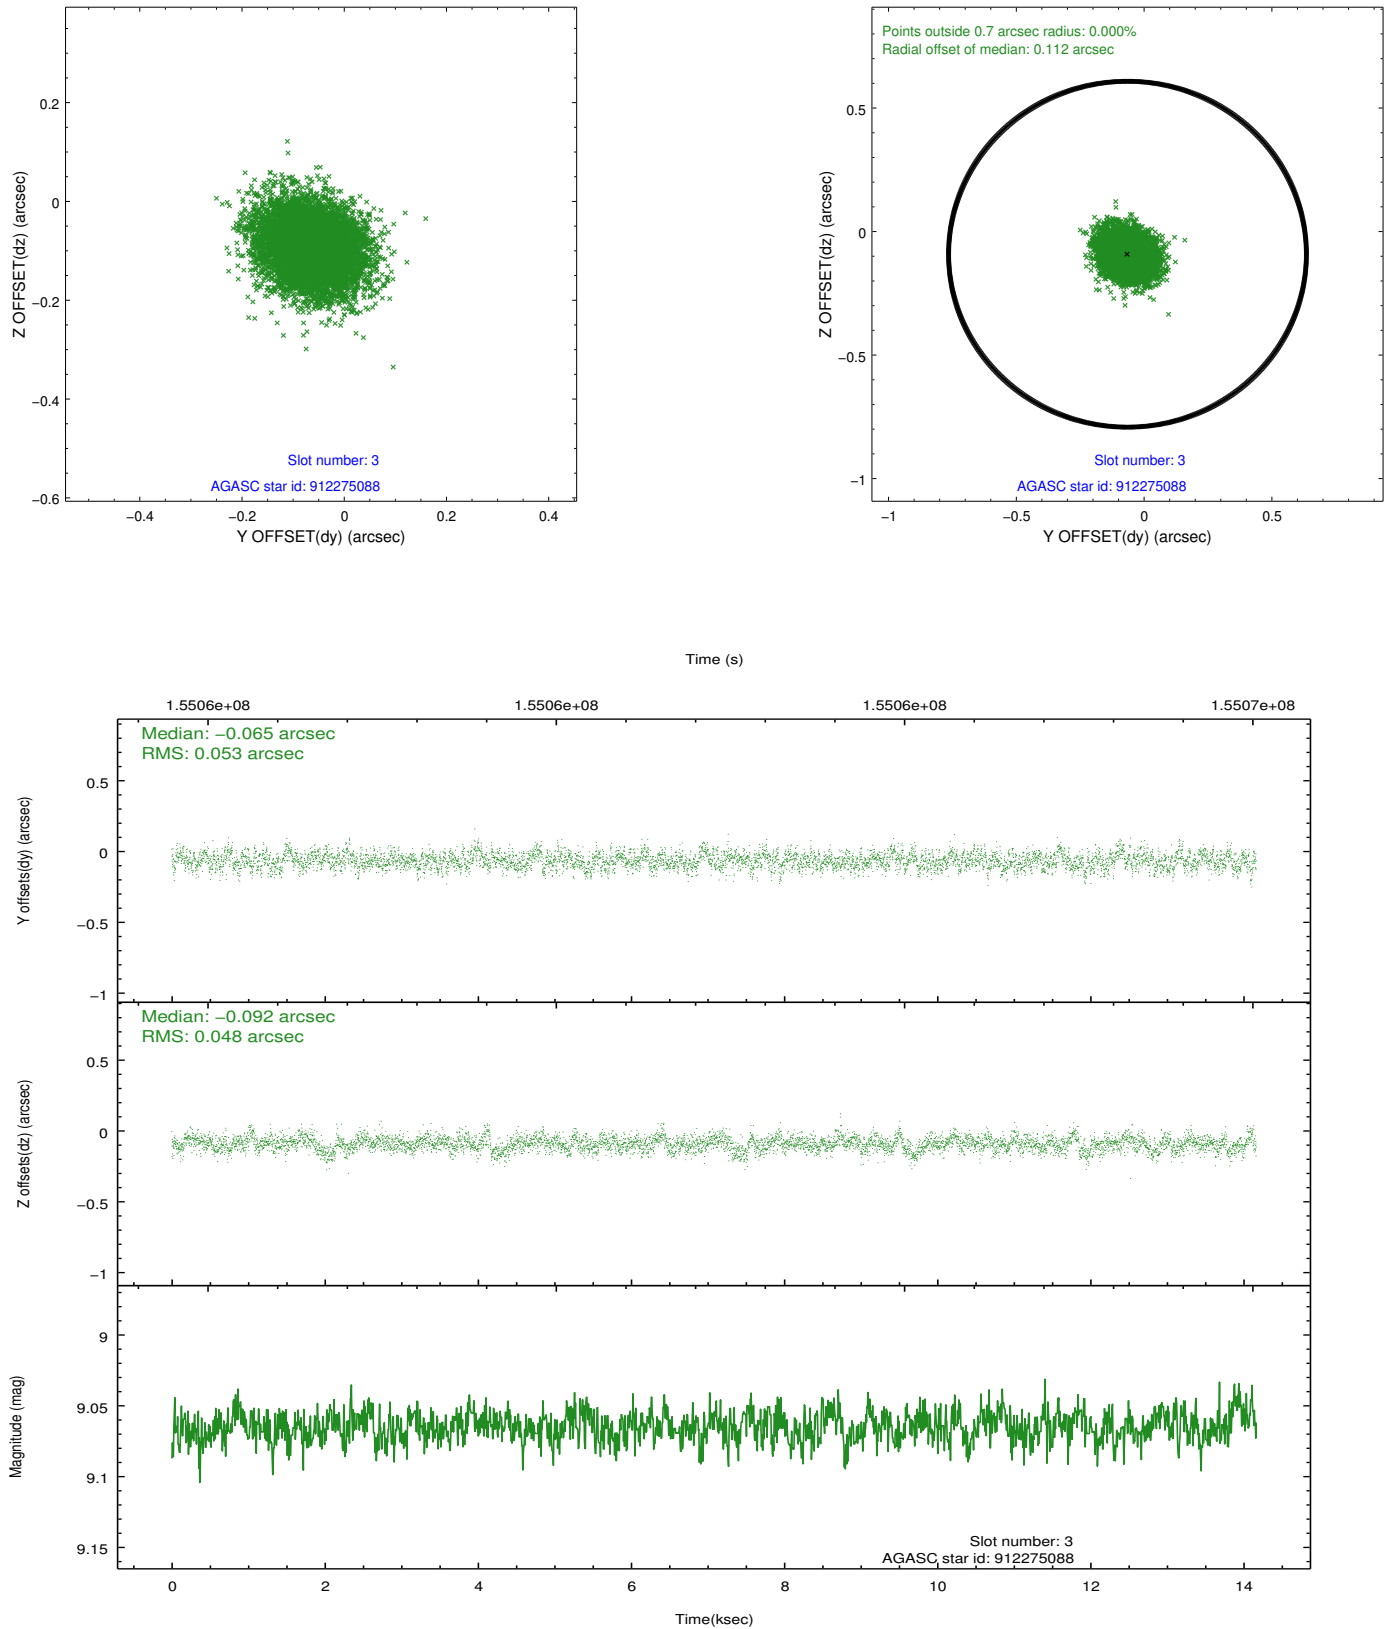 0.2
0
−0.2
−0.4
−0.6
Z OFFSET(dz) (arcsec)
−0.4 −0.2 0 0.2 0.4
Y OFFSET(dy) (arcsec)
Slot number: 3
AGASC star id: 912275088
Points outside 0.7 arcsec radius: 0.000%
Radial offset of median: 0.112 arcsec
0.5
0
−0.5
−1
Z OFFSET(dz) (arcsec)
Slot number: 3
AGASC star id: 912275088
−1 −0.5 0 0.5
Y OFFSET(dy) (arcsec)
Time (s)
1.5506e+08 1.5506e+08 1.5506e+08 1.5507e+08
Median: −0.065 arcsec
RMS: 0.053 arcsec
0.5
0
−0.5
−1
Y offsets(dy) (arcsec)
Median: −0.092 arcsec
RMS: 0.048 arcsec
0.5
0
−0.5
−1
Z offsets(dz) (arcsec)
9
9.05
9.1
9.15
Magnitude (mag)
Slot number: 3
AGASC star id: 912275088
0 2 4 6 8 10 12 14
Time(ksec)